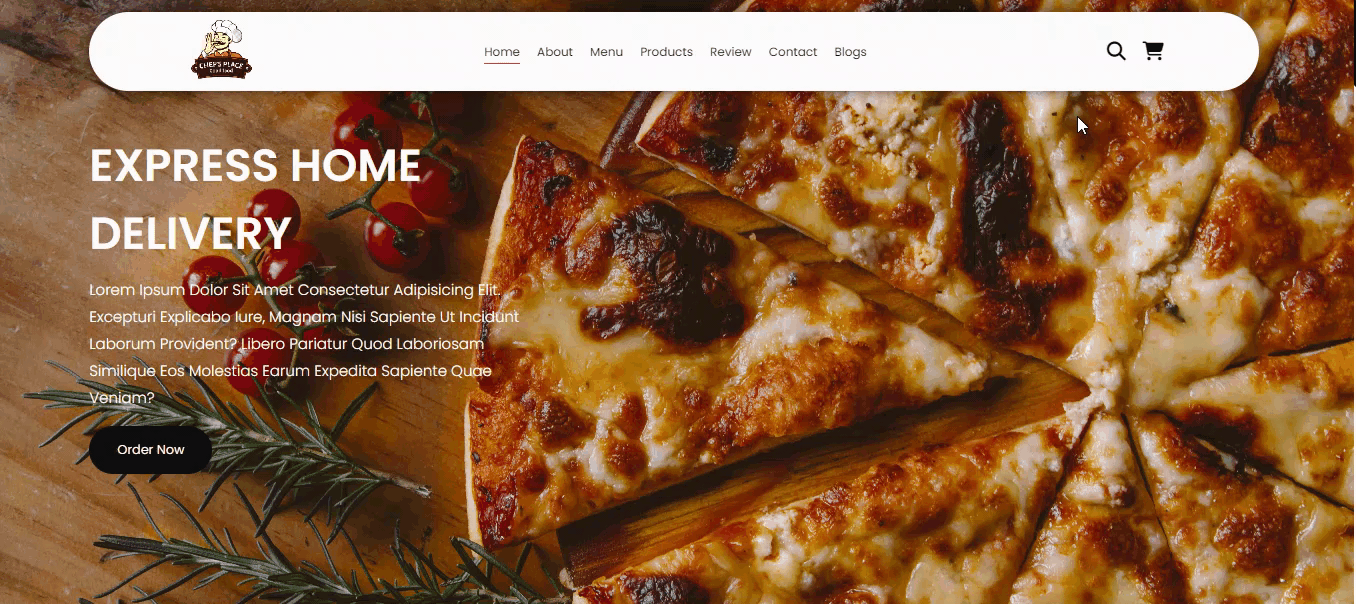 CHEF'S PLACE
Home About Menu Products Review Contact Blogs
EXPRESS HOME
DELIVERY
Lorem Ipsum Dolor Sit Amet Consectetur Adipisicing Elit.
Excepturi Explicabo Iure, Magnam Nisi Sapiente Ut Incidunt
Laborum Provident? Libero Pariatur Quod Laboriosam
Similique Eos Molestias Earum Expedita Sapiente Quae
Veniam?
Order Now